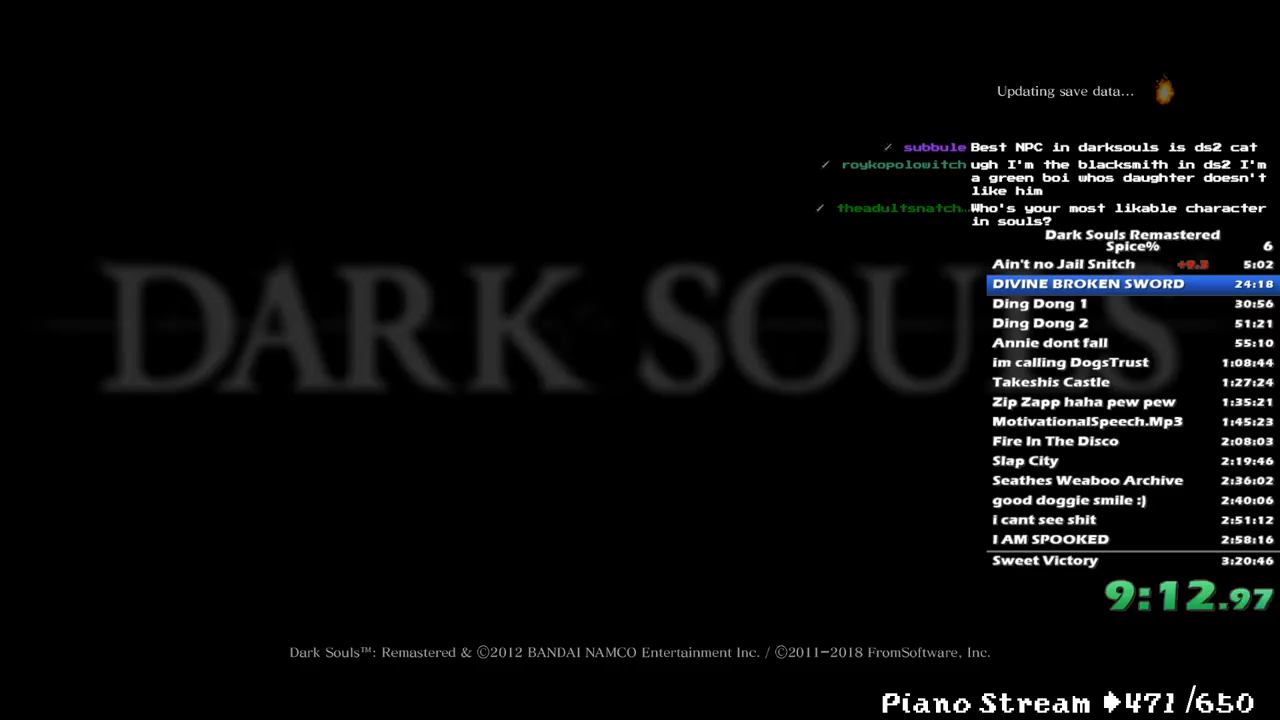 Updating save data...
subbule Best NPC in darksouls is ds2 cat
roykopolowitch ugh I'm the blacksmith in ds2 I'm
a green boi whos daughter doesn't
like him
theadultsnatch... Who's your most likable character
in souls?
Dark Souls Remastered
Spice% 6
Ain't no Jail Snitch +9.3 5:02
DIVINE BROKEN SWORD 24:18
Ding Dong 1 30:56
Ding Dong 2 51:21
Annie dont fall 55:10
im calling DogsTrust 1:08:44
Takeshis Castle 1:27:24
Zip Zapp haha pew pew 1:35:21
MotivationalSpeech.Mp3 1:45:23
Fire In The Disco 2:08:03
Slap City 2:19:46
Seathes Weaboo Archive 2:36:02
good doggie smile :) 2:40:06
i cant see shit 2:51:12
I AM SPOOKED 2:58:16
Sweet Victory 3:20:46
9:12.97
DARK SOULS
Dark Souls™: Remastered & ©2012 BANDAI NAMCO Entertainment Inc. / ©2011-2018 FromSoftware, Inc.
Piano Stream 471 /650